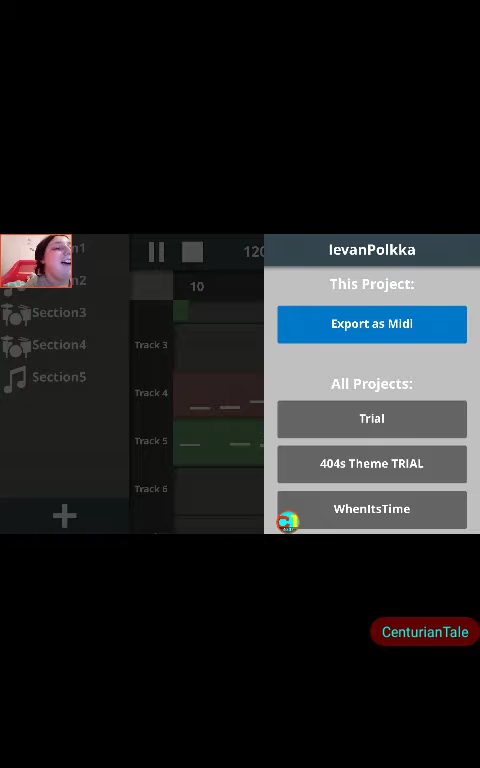 IevanPolkka
This Project:
Export as Midi
All Projects:
Trial
404s Theme TRIAL
WhenItsTime
120
10
Section3
Section4
Section5
Track 3
Track 4
Track 5
Track 6
CenturianTale